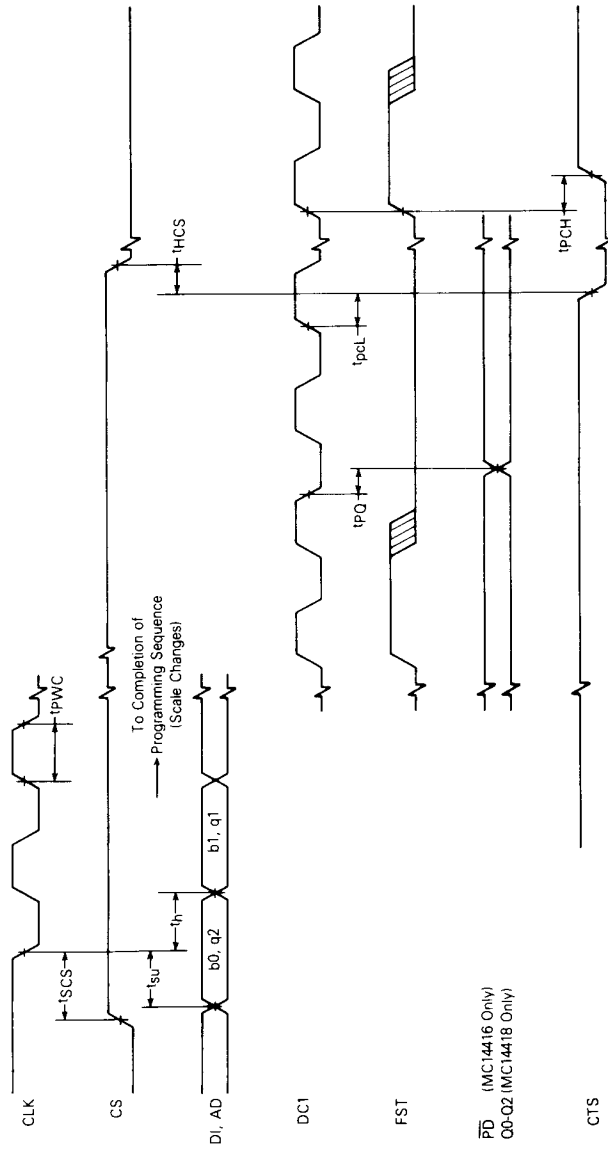 CLK
tPWC
tSCS
CS
To Completion of
Programming Sequence
(Scale Changes)
tHCS
tsu
th
DI, AD
b0, q2
b1, q1
DC1
tPQ
tpcL
FST
PD (MC14416 Only)
Q0-Q2 (MC14418 Only)
tPCH
CTS